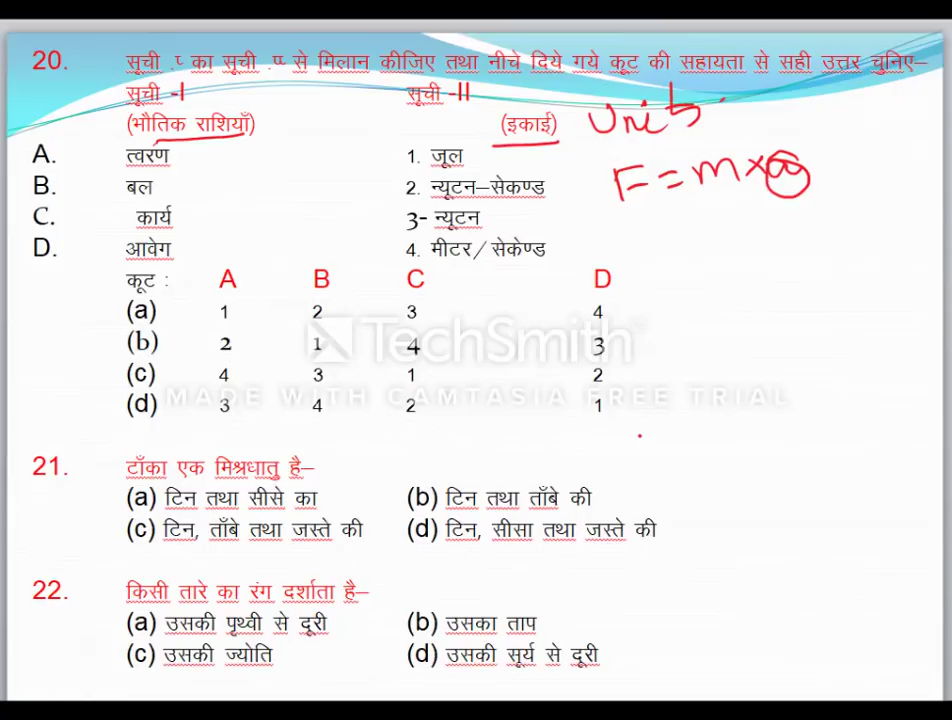 20. सूची .ꣳ का सूची .ꣳꣳ से मिलान कीजिए तथा नीचे दिये गये कूट की सहायता से सही उत्तर चुनिए–
सूची -I सूची -II
(भौतिक राशियाँ) (इकाई) Units
F = m ×
A. त्वरण 1. जूल
B. बल 2. न्यूटन–सेकण्ड
C. कार्य 3- न्यूटन
D. आवेग 4. मीटर/सेकेण्ड
कूट : A B C D
(a) 1 2 3 4
(b) 2 1 4 3
(c) 4 3 1 2
(d) 3 4 2 1
TechSmith
MADE WITH CAMTASIA FREE TRIAL
21. टाँका एक मिश्रधातु है–
(a) टिन तथा सीसे का (b) टिन तथा ताँबे की
(c) टिन, ताँबे तथा जस्ते की (d) टिन, सीसा तथा जस्ते की
22. किसी तारे का रंग दर्शाता है–
(a) उसकी पृथ्वी से दूरी (b) उसका ताप
(c) उसकी ज्योति (d) उसकी सूर्य से दूरी